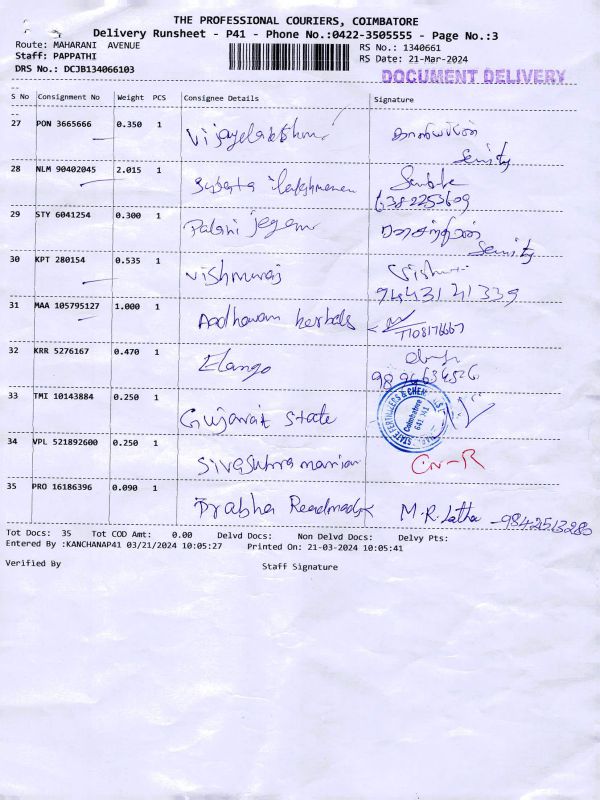 THE PROFESSIONAL COURIERS, COIMBATORE
Delivery Runsheet - P41 - Phone No.:0422-3505555 - Page No.:3
Route: MAHARANI AVENUE
RS No.: 1340661
Staff: PAPPATHI
RS Date: 21-Mar-2024
DRS No.: DCJB134066103
DOCUMENT DELIVERY
S No Consignment No Weight PCS Consignee Details Signature
27 PON 3665666 0.350 1
28 NLM 90402045 2.015 1
6382253609
29 STY 6041254 0.300 1 Palani jegan
30 KPT 280154 0.535 1 Vishnuraj
31 MAA 105795127 1.000 1 Aadhavan herbals
7708176667
32 KRR 5276167 0.470 1 Elango
33 TMI 10143884 0.250 1 Gujarat State
Coimbatore
641 041
34 VPL 521892600 0.250 1 Sivasubramanian
35 PRO 16186396 0.090 1 Prabha M.R. Latha - 9842513280
Tot Docs: 35 Tot COD Amt: 0.00 Delvd Docs: Non Delvd Docs: Delvy Pts:
Entered By :KANCHANAP41 03/21/2024 10:05:27 Printed On: 21-03-2024 10:05:41
Verified By Staff Signature